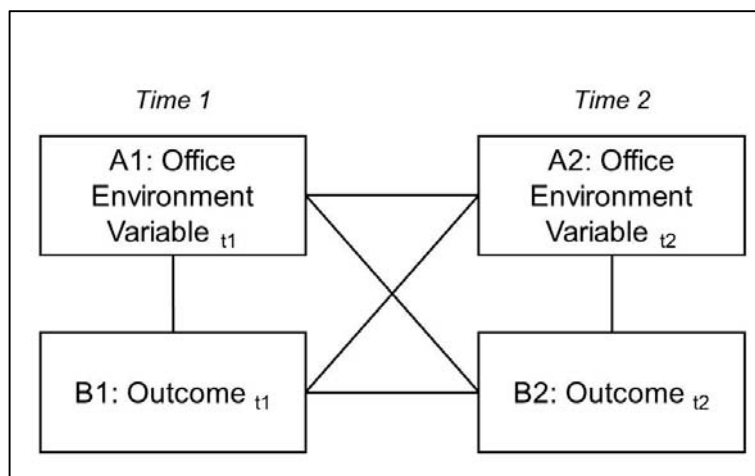 Time 1
Time 2
A1: Office
Environment
Variable t1
A2: Office
Environment
Variable t2
B1: Outcome t1
B2: Outcome t2